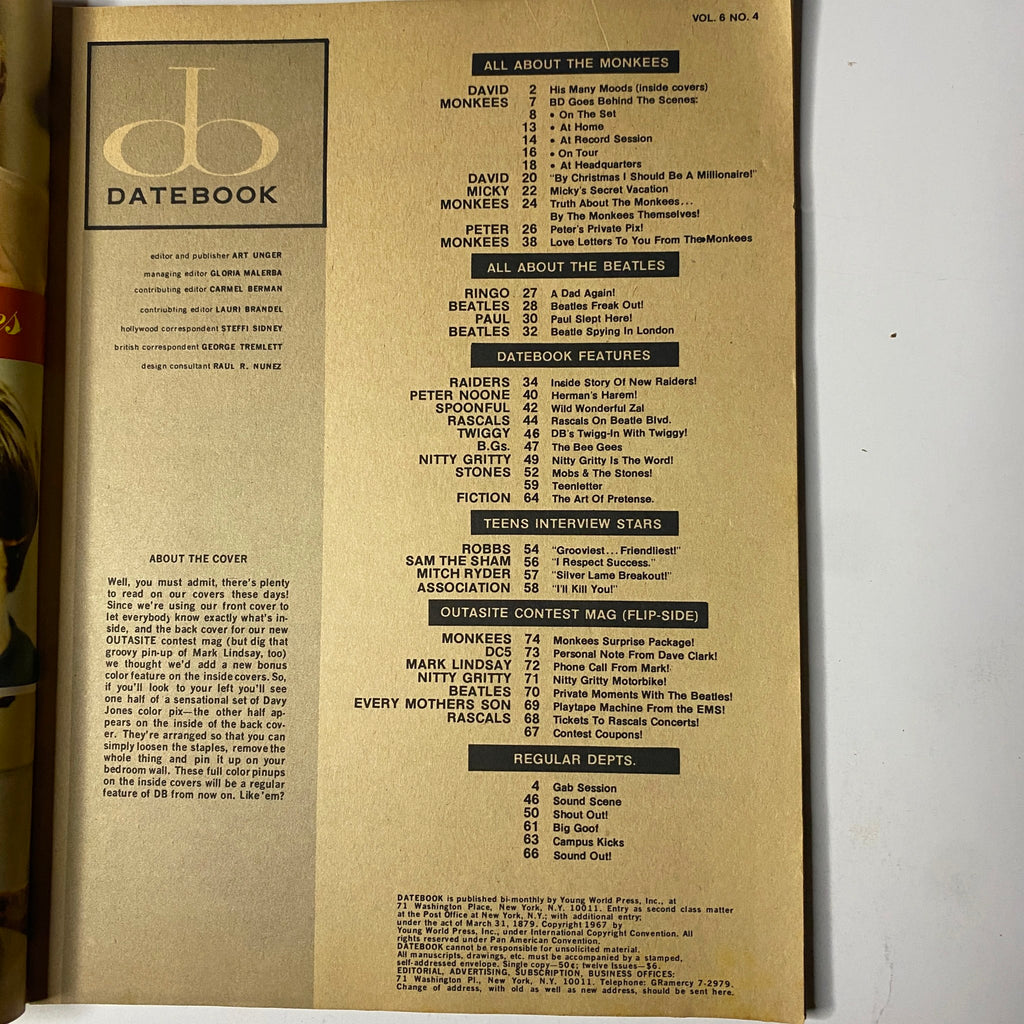 VOL. 6 NO. 4
db
DATEBOOK
editor and publisher ART UNGER
managing editor GLORIA MALERBA
contributing editor CARMEL BERMAN
contriubting editor LAURI BRANDEL
hollywood correspondent STEFFI SIDNEY
british correspondent GEORGE TREMLETT
design consultant RAUL R. NUNEZ
ABOUT THE COVER
Well, you must admit, there's plenty
to read on our covers these days!
Since we're using our front cover to
let everybody know exactly what's in-
side, and the back cover for our new
OUTASITE contest mag (but dig that
groovy pin-up of Mark Lindsay, too)
we thought we'd add a new bonus
color feature on the inside covers. So,
if you'll look to your left you'll see
one half of a sensational set of Davy
Jones color pix—the other half ap-
pears on the inside of the back cov-
er. They're arranged so that you can
simply loosen the staples, remove the
whole thing and pin it up on your
bedroom wall. These full color pinups
on the inside covers will be a regular
feature of DB from now on. Like 'em?
ALL ABOUT THE MONKEES
DAVID 2 His Many Moods (inside covers)
MONKEES 7 BD Goes Behind The Scenes:
8 • On The Set
13 • At Home
14 • At Record Session
16 • On Tour
18 • At Headquarters
DAVID 20 "By Christmas I Should Be A Millionaire!"
MICKY 22 Micky's Secret Vacation
MONKEES 24 Truth About The Monkees...
By The Monkees Themselves!
PETER 26 Peter's Private Pix!
MONKEES 38 Love Letters To You From The Monkees
ALL ABOUT THE BEATLES
RINGO 27 A Dad Again!
BEATLES 28 Beatles Freak Out!
PAUL 30 Paul Slept Here!
BEATLES 32 Beatle Spying In London
DATEBOOK FEATURES
RAIDERS 34 Inside Story Of New Raiders!
PETER NOONE 40 Herman's Harem!
SPOONFUL 42 Wild Wonderful Zal
RASCALS 44 Rascals On Beatle Blvd.
TWIGGY 46 DB's Twigg-In With Twiggy!
B.Gs. 47 The Bee Gees
NITTY GRITTY 49 Nitty Gritty Is The Word!
STONES 52 Mobs & The Stones!
59 Teenletter
FICTION 64 The Art Of Pretense.
TEENS INTERVIEW STARS
ROBBS 54 "Grooviest... Friendliest!"
SAM THE SHAM 56 "I Respect Success."
MITCH RYDER 57 "Silver Lame Breakout!"
ASSOCIATION 58 "I'll Kill You!"
OUTASITE CONTEST MAG (FLIP-SIDE)
MONKEES 74 Monkees Surprise Package!
DC5 73 Personal Note From Dave Clark!
MARK LINDSAY 72 Phone Call From Mark!
NITTY GRITTY 71 Nitty Gritty Motorbike!
BEATLES 70 Private Moments With The Beatles!
EVERY MOTHERS SON 69 Playtape Machine From the EMS!
RASCALS 68 Tickets To Rascals Concerts!
67 Contest Coupons!
REGULAR DEPTS.
4 Gab Session
46 Sound Scene
50 Shout Out!
61 Big Goof
63 Campus Kicks
66 Sound Out!
DATEBOOK is published bi-monthly by Young World Press, Inc., at
71 Washington Place, New York, N.Y. 10011. Entry as second class matter
at the Post Office at New York, N.Y.; with additional entry;
under the act of March 31, 1879. Copyright 1967 by
Young World Press, Inc., under International Copyright Convention. All
rights reserved under Pan American Convention.
DATEBOOK cannot be responsible for unsolicited material.
All manuscripts, drawings, etc. must be accompanied by a stamped,
self-addressed envelope. Single copy—50¢; twelve issues—$6.
EDITORIAL, ADVERTISING, SUBSCRIPTION, BUSINESS OFFICES:
71 Washington Pl., New York, N.Y. 10011. Telephone: GRamercy 7-2979.
Change of address, with old as well as new address, should be sent here.